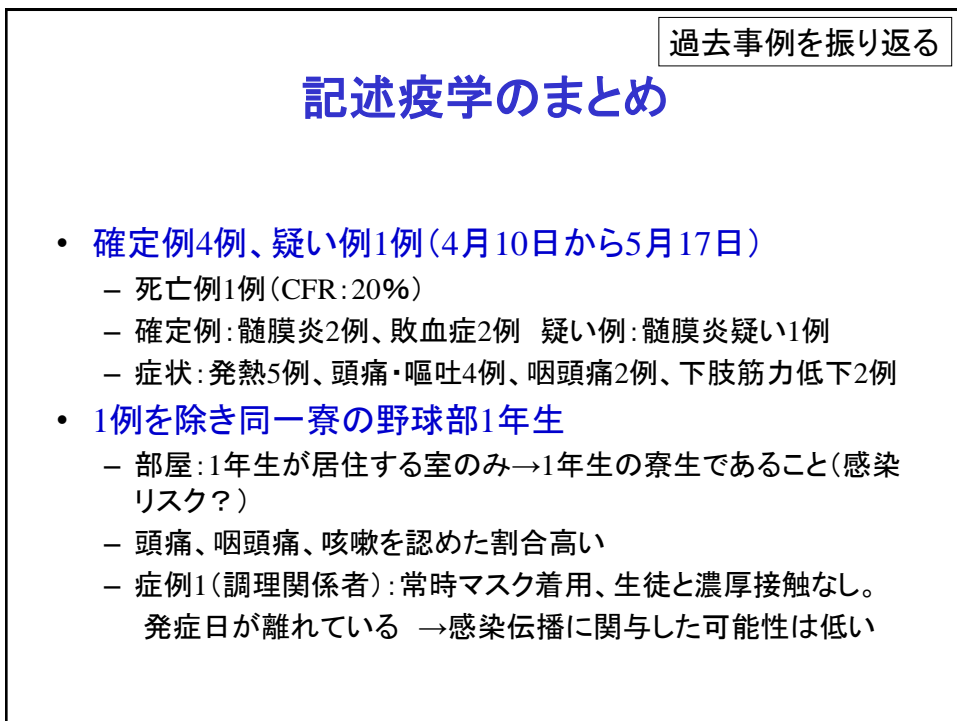 過去事例を振り返る
記述疫学のまとめ
• 確定例4例、疑い例1例(4月10日から5月17日)
– 死亡例1例(CFR:20%)
– 確定例:髄膜炎2例、敗血症2例 疑い例:髄膜炎疑い1例
– 症状:発熱5例、頭痛・嘔吐4例、咽頭痛2例、下肢筋力低下2例
• 1例を除き同一寮の野球部1年生
– 部屋:1年生が居住する室のみ→1年生の寮生であること(感染
リスク?)
– 頭痛、咽頭痛、咳嗽を認めた割合高い
– 症例1(調理関係者):常時マスク着用、生徒と濃厚接触なし。
発症日が離れている →感染伝播に関与した可能性は低い